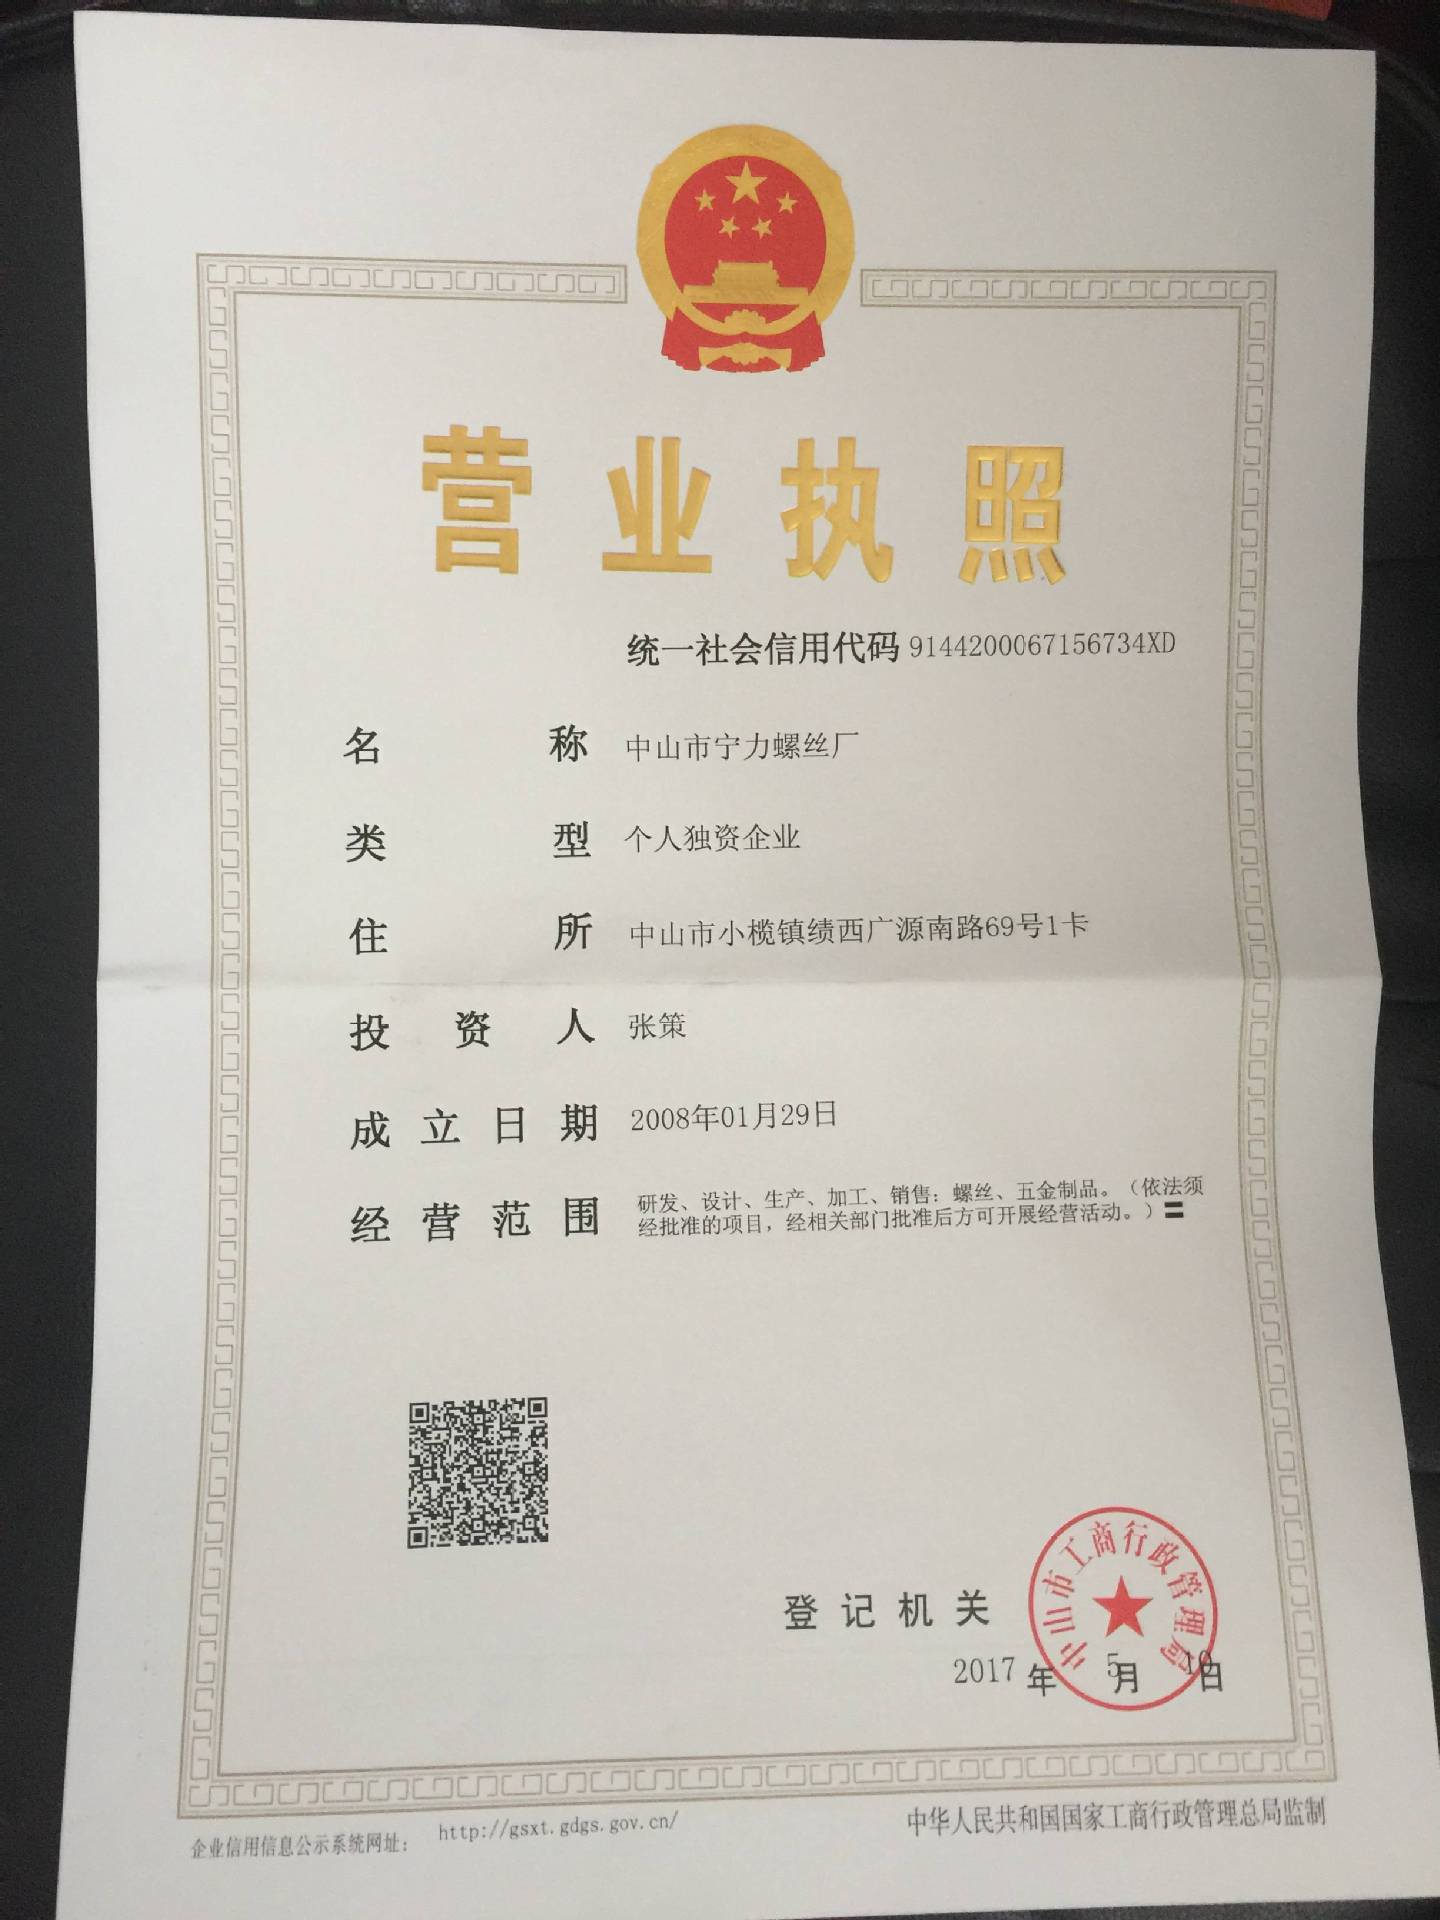 营业执照
统一社会信用代码 9144200067156734XD
名称 中山市宁力螺丝厂
类型 个人独资企业
住所 中山市小榄镇绩西广源南路69号1卡
投资人 张策
成立日期 2008年01月29日
经营范围 研发、设计、生产、加工、销售：螺丝、五金制品。（依法须
经批准的项目，经相关部门批准后方可开展经营活动。）〓
中山市工商行政管理局
登记机关
2017 年 5月 10日
企业信用信息公示系统网址： http://gsxt.gdgs.gov.cn/
中华人民共和国国家工商行政管理总局监制